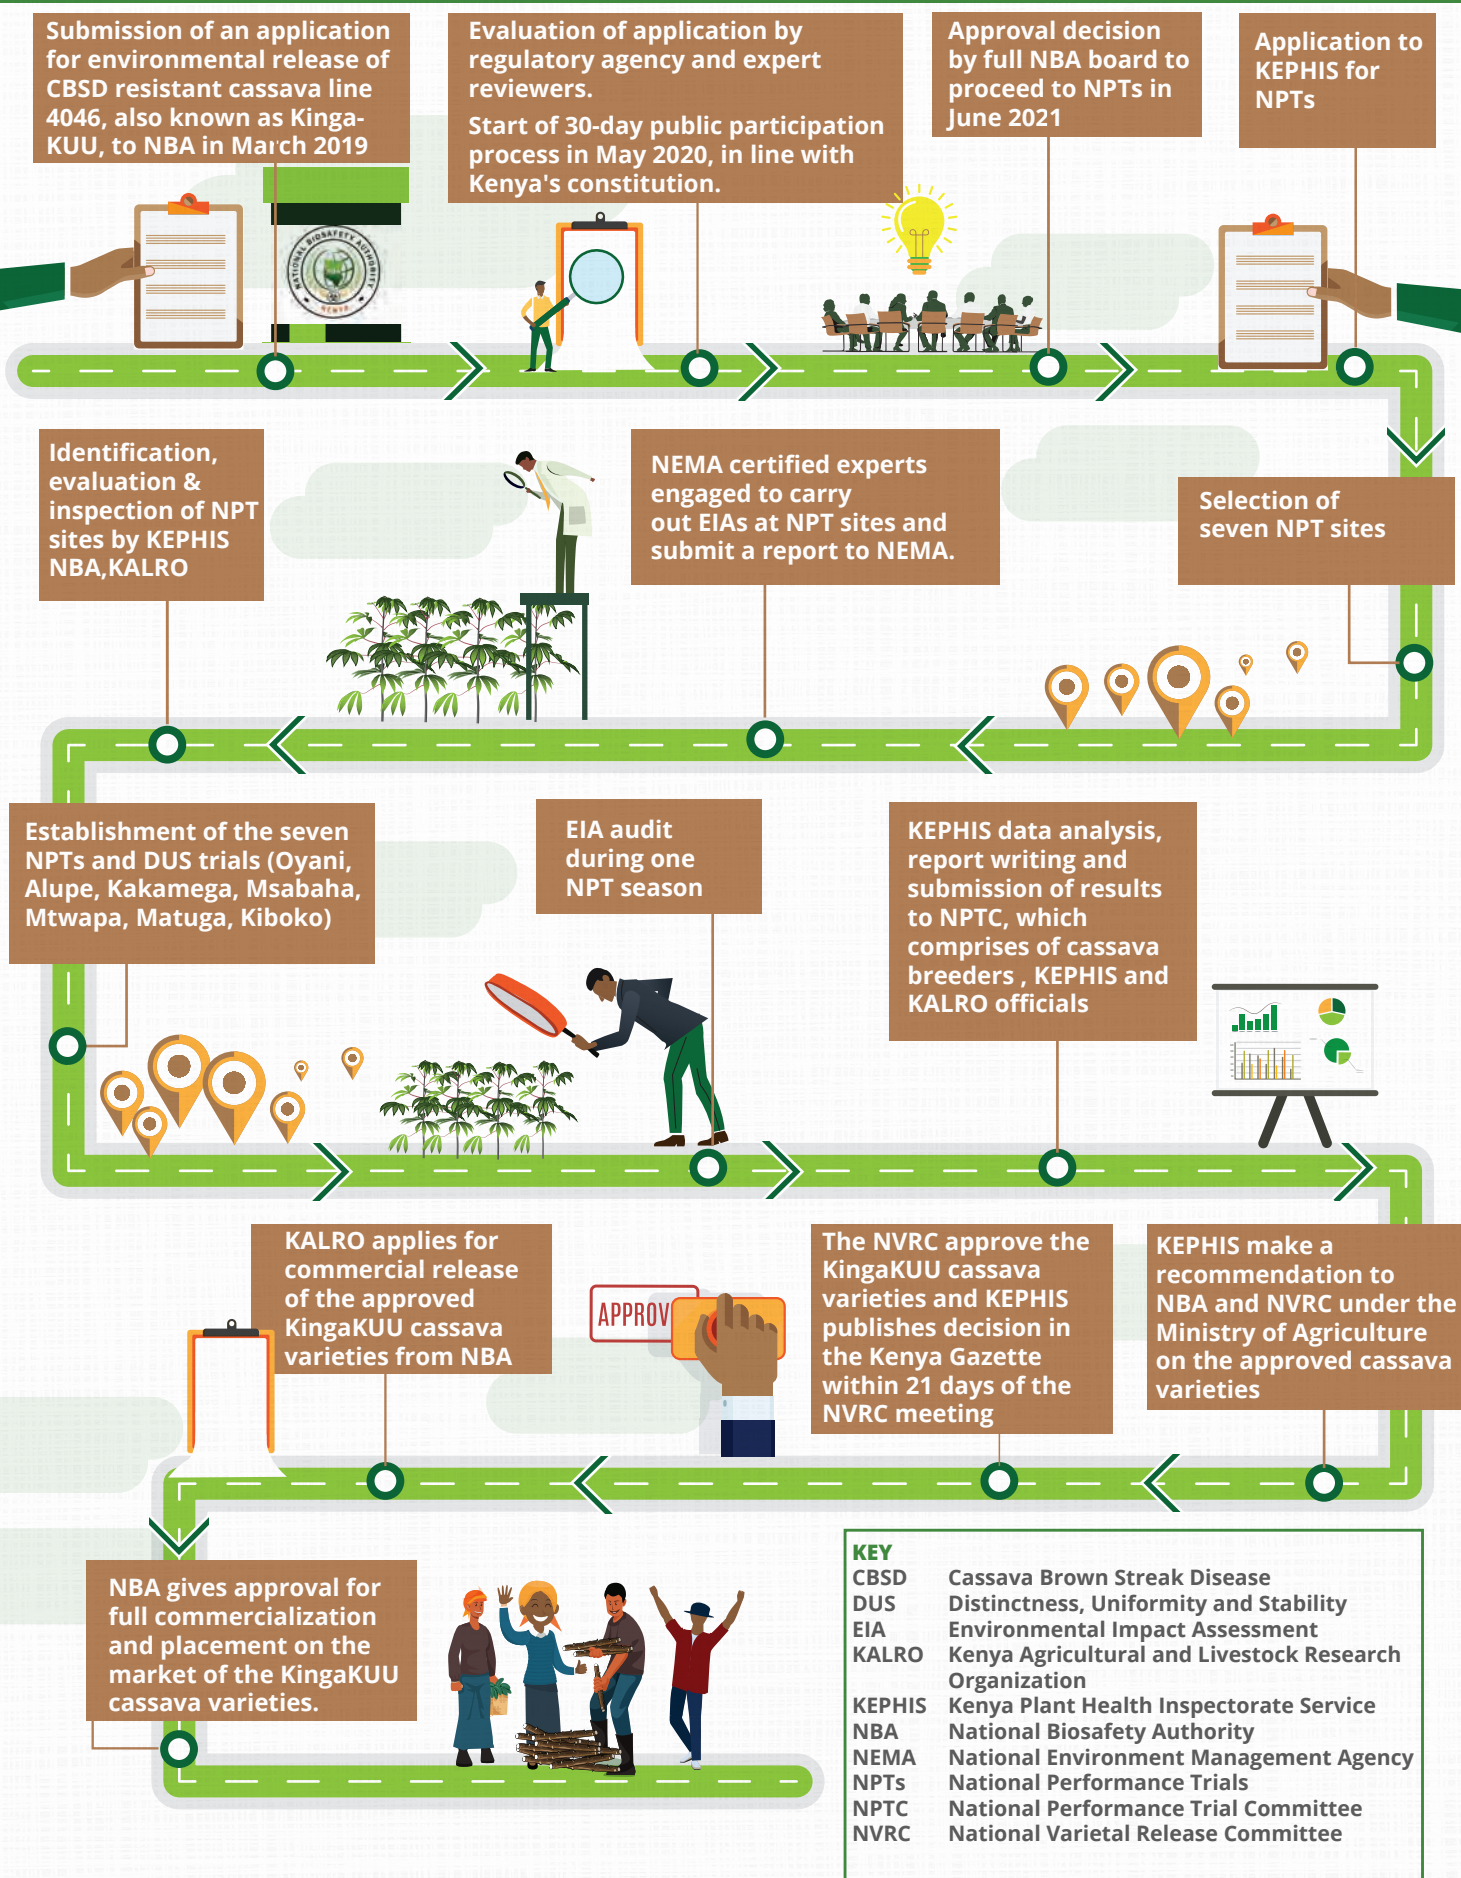 Submission of an application
for environmental release of
CBSD resistant cassava line
4046, also known as Kinga-
KUU, to NBA in March 2019
Evaluation of application by
regulatory agency and expert
reviewers.
Start of 30-day public participation
process in May 2020, in line with
Kenya's constitution.
Approval decision
by full NBA board to
proceed to NPTs in
June 2021
Application to
KEPHIS for
NPTs
NATIONAL BIOSAFETY AUTHORITY
KENYA
Selection of
seven NPT sites
NEMA certified experts
engaged to carry
out EIAs at NPT sites and
submit a report to NEMA.
Identification,
evaluation &
inspection of NPT
sites by KEPHIS
NBA,KALRO
Establishment of the seven
NPTs and DUS trials (Oyani,
Alupe, Kakamega, Msabaha,
Mtwapa, Matuga, Kiboko)
EIA audit
during one
NPT season
KEPHIS data analysis,
report writing and
submission of results
to NPTC, which
comprises of cassava
breeders , KEPHIS and
KALRO officials
KEPHIS make a
recommendation to
NBA and NVRC under the
Ministry of Agriculture
on the approved cassava
varieties
The NVRC approve the
KingaKUU cassava
varieties and KEPHIS
publishes decision in
the Kenya Gazette
within 21 days of the
NVRC meeting
APPROV
KALRO applies for
commercial release
of the approved
KingaKUU cassava
varieties from NBA
NBA gives approval for
full commercialization
and placement on the
market of the KingaKUU
cassava varieties.
KEY
CBSD Cassava Brown Streak Disease
DUS Distinctness, Uniformity and Stability
EIA Environmental Impact Assessment
KALRO Kenya Agricultural and Livestock Research
Organization
KEPHIS Kenya Plant Health Inspectorate Service
NBA National Biosafety Authority
NEMA National Environment Management Agency
NPTs National Performance Trials
NPTC National Performance Trial Committee
NVRC National Varietal Release Committee